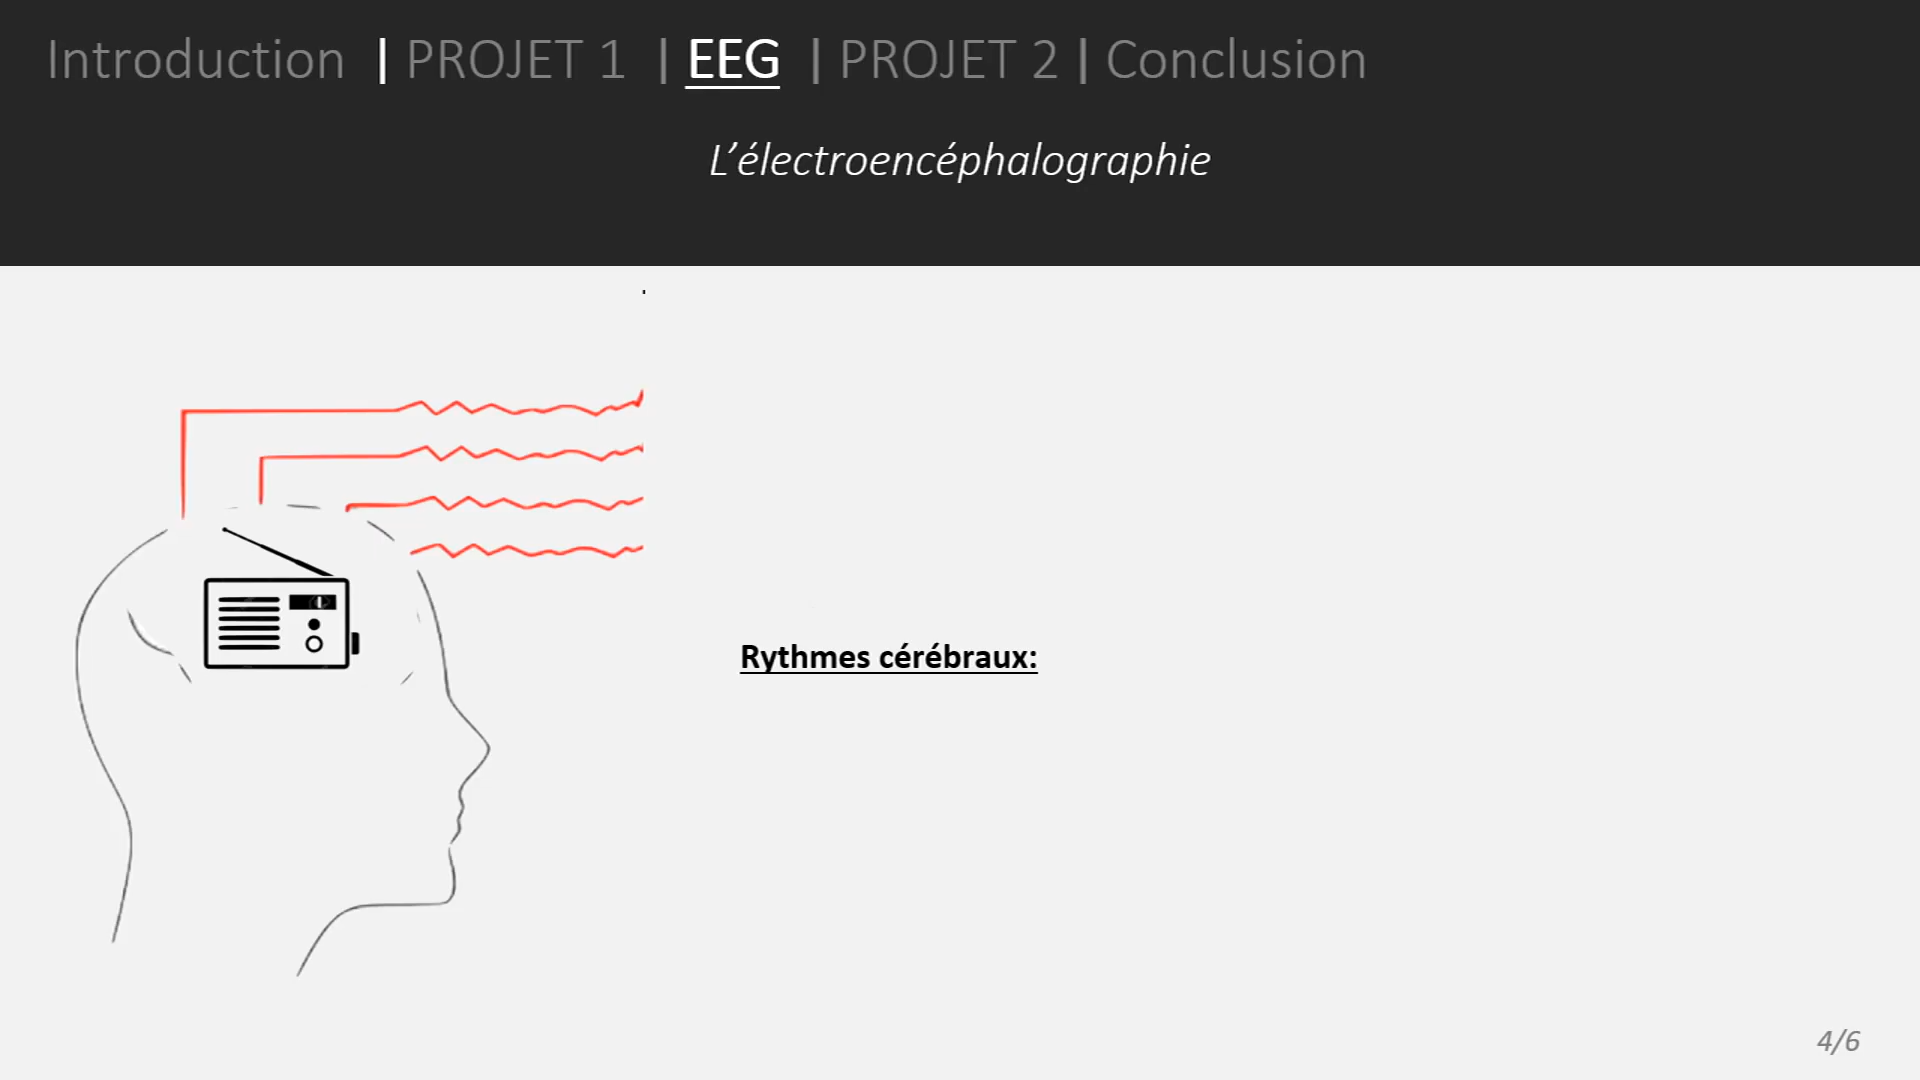 Introduction | PROJET 1 | EEG | PROJET 2 | Conclusion
L’électroencéphalographie
Rythmes cérébraux:
4/6